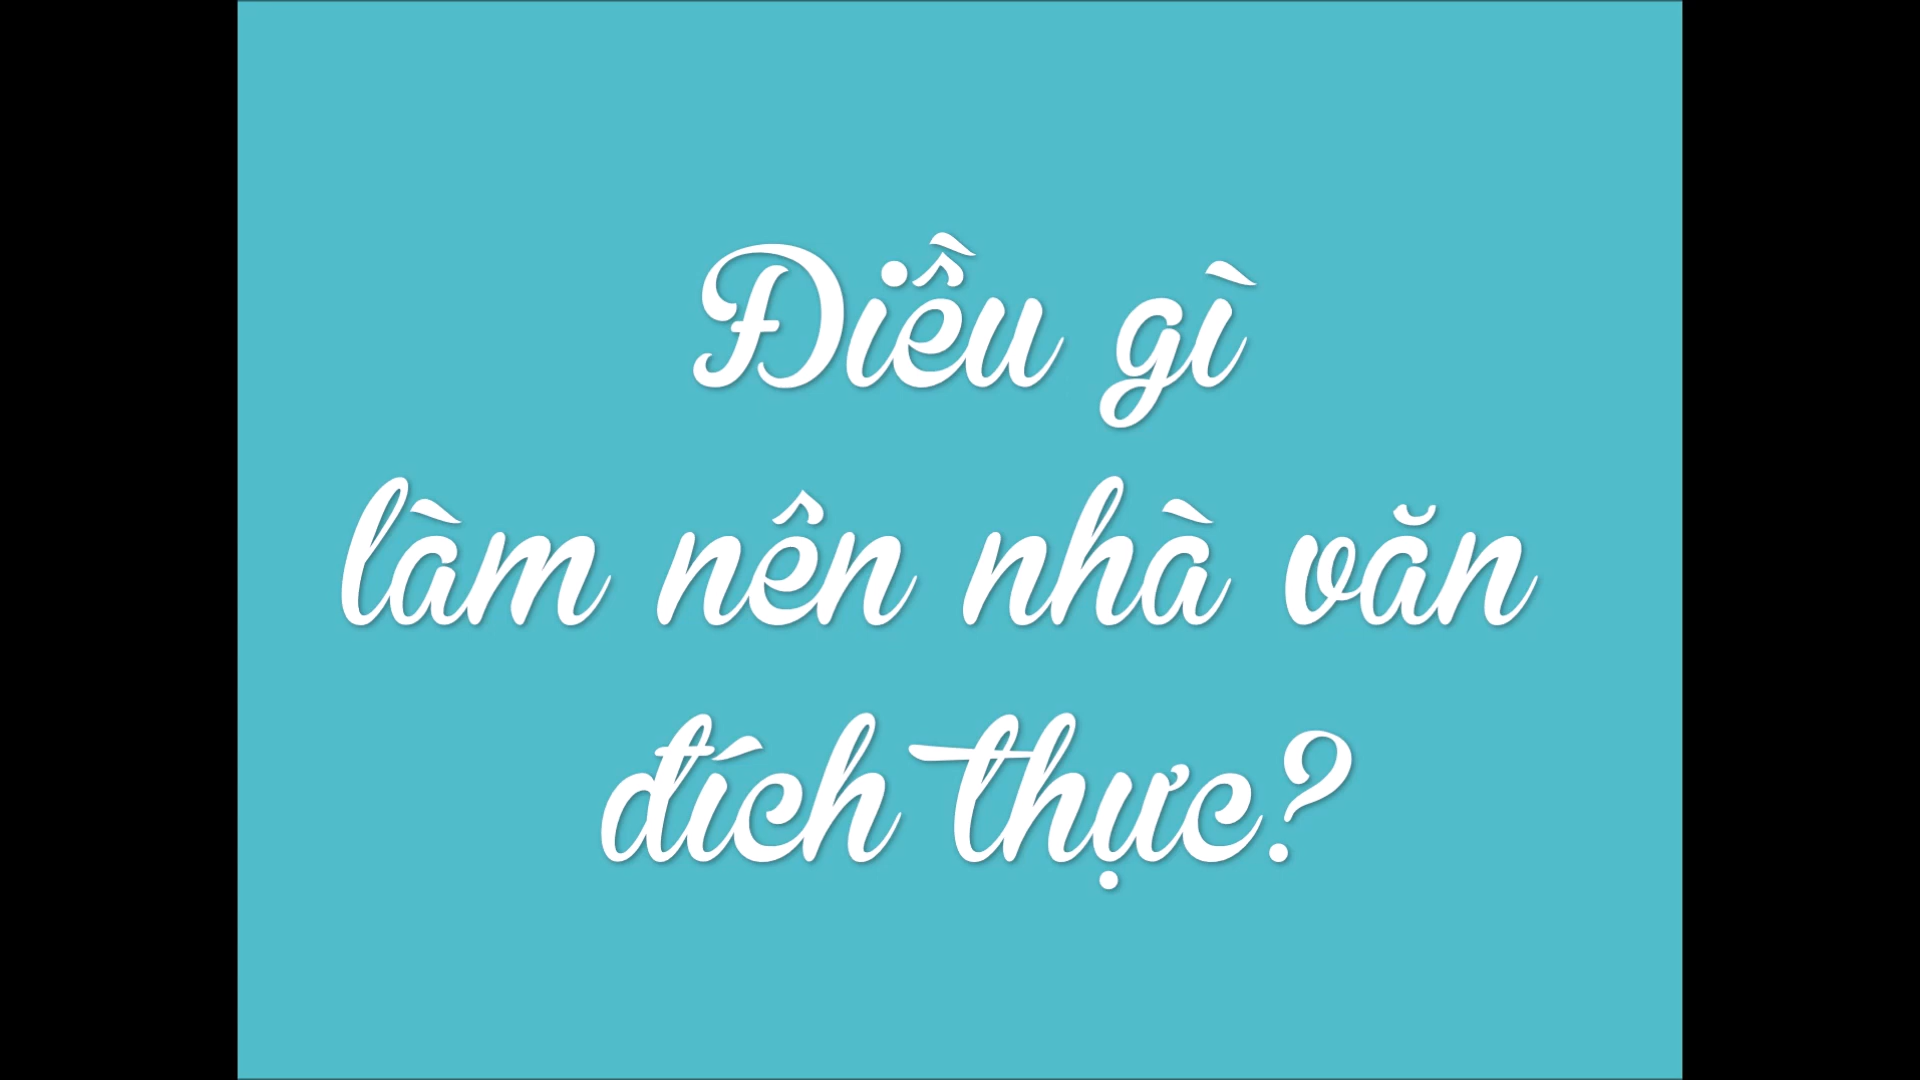 Điều gì
làm nên nhà văn
đích thực?